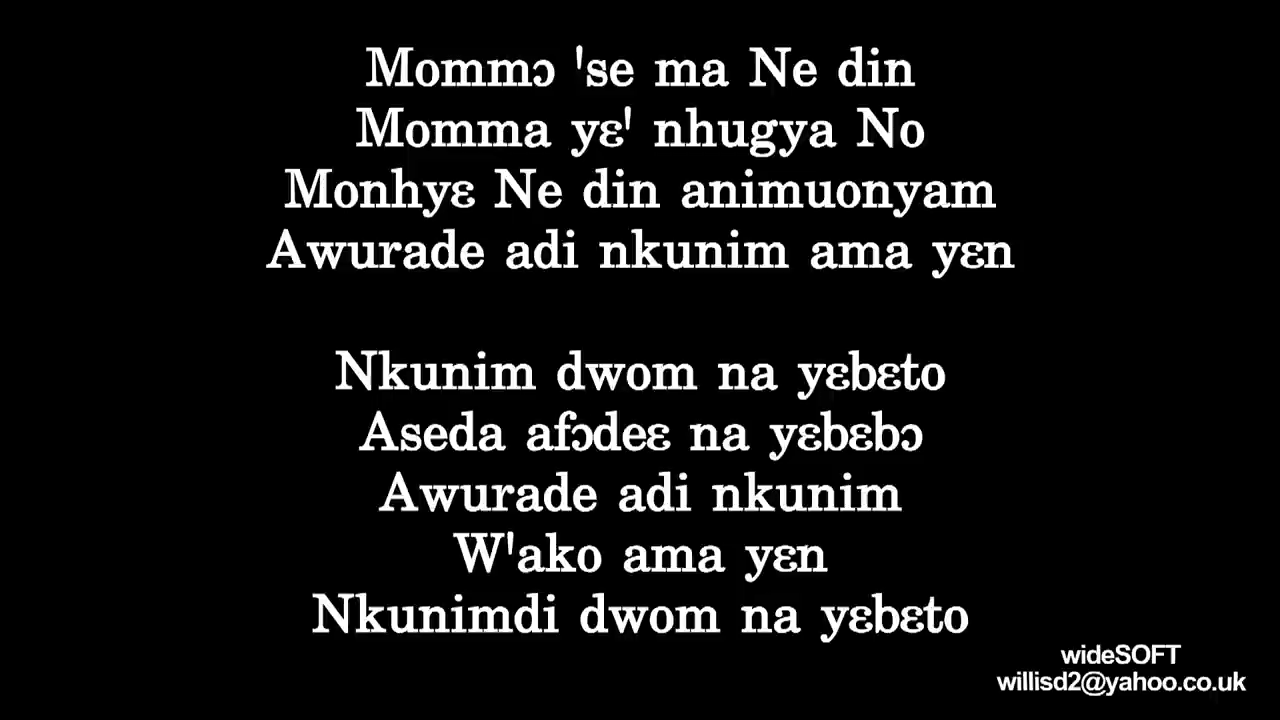 Mommɔ 'se ma Ne din
Momma yɛ' nhugya No
Monhyɛ Ne din animuonyam
Awurade adi nkunim ama yɛn
Nkunim dwom na yɛbɛto
Aseda afɔdeɛ na yɛbɛbɔ
Awurade adi nkunim
W'ako ama yɛn
Nkunimdi dwom na yɛbɛto
wideSOFT
willisd2@yahoo.co.uk